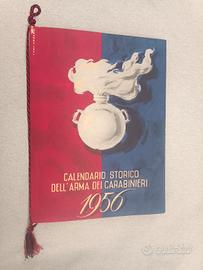 CALENDARIO STORICO
DELL'ARMA DEI CARABINIERI
1956